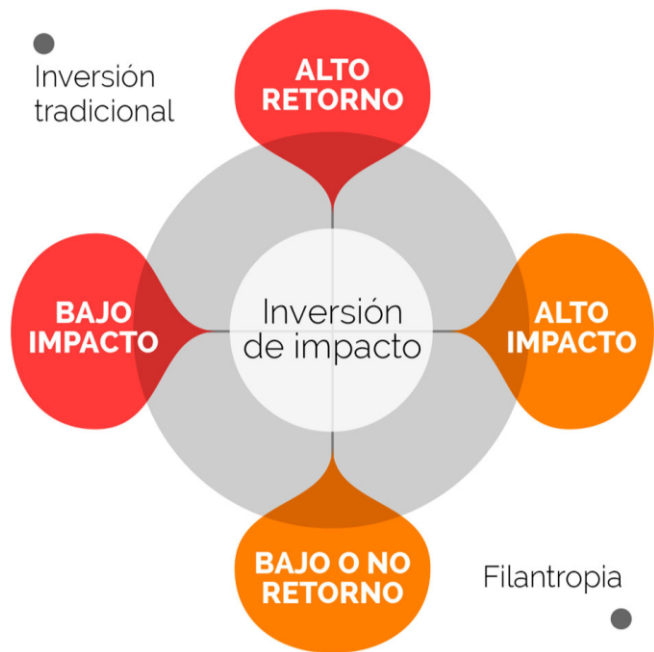 Inversión
tradicional
ALTO
RETORNO
BAJO
IMPACTO
Inversión
de impacto
ALTO
IMPACTO
BAJO O NO
RETORNO
Filantropia